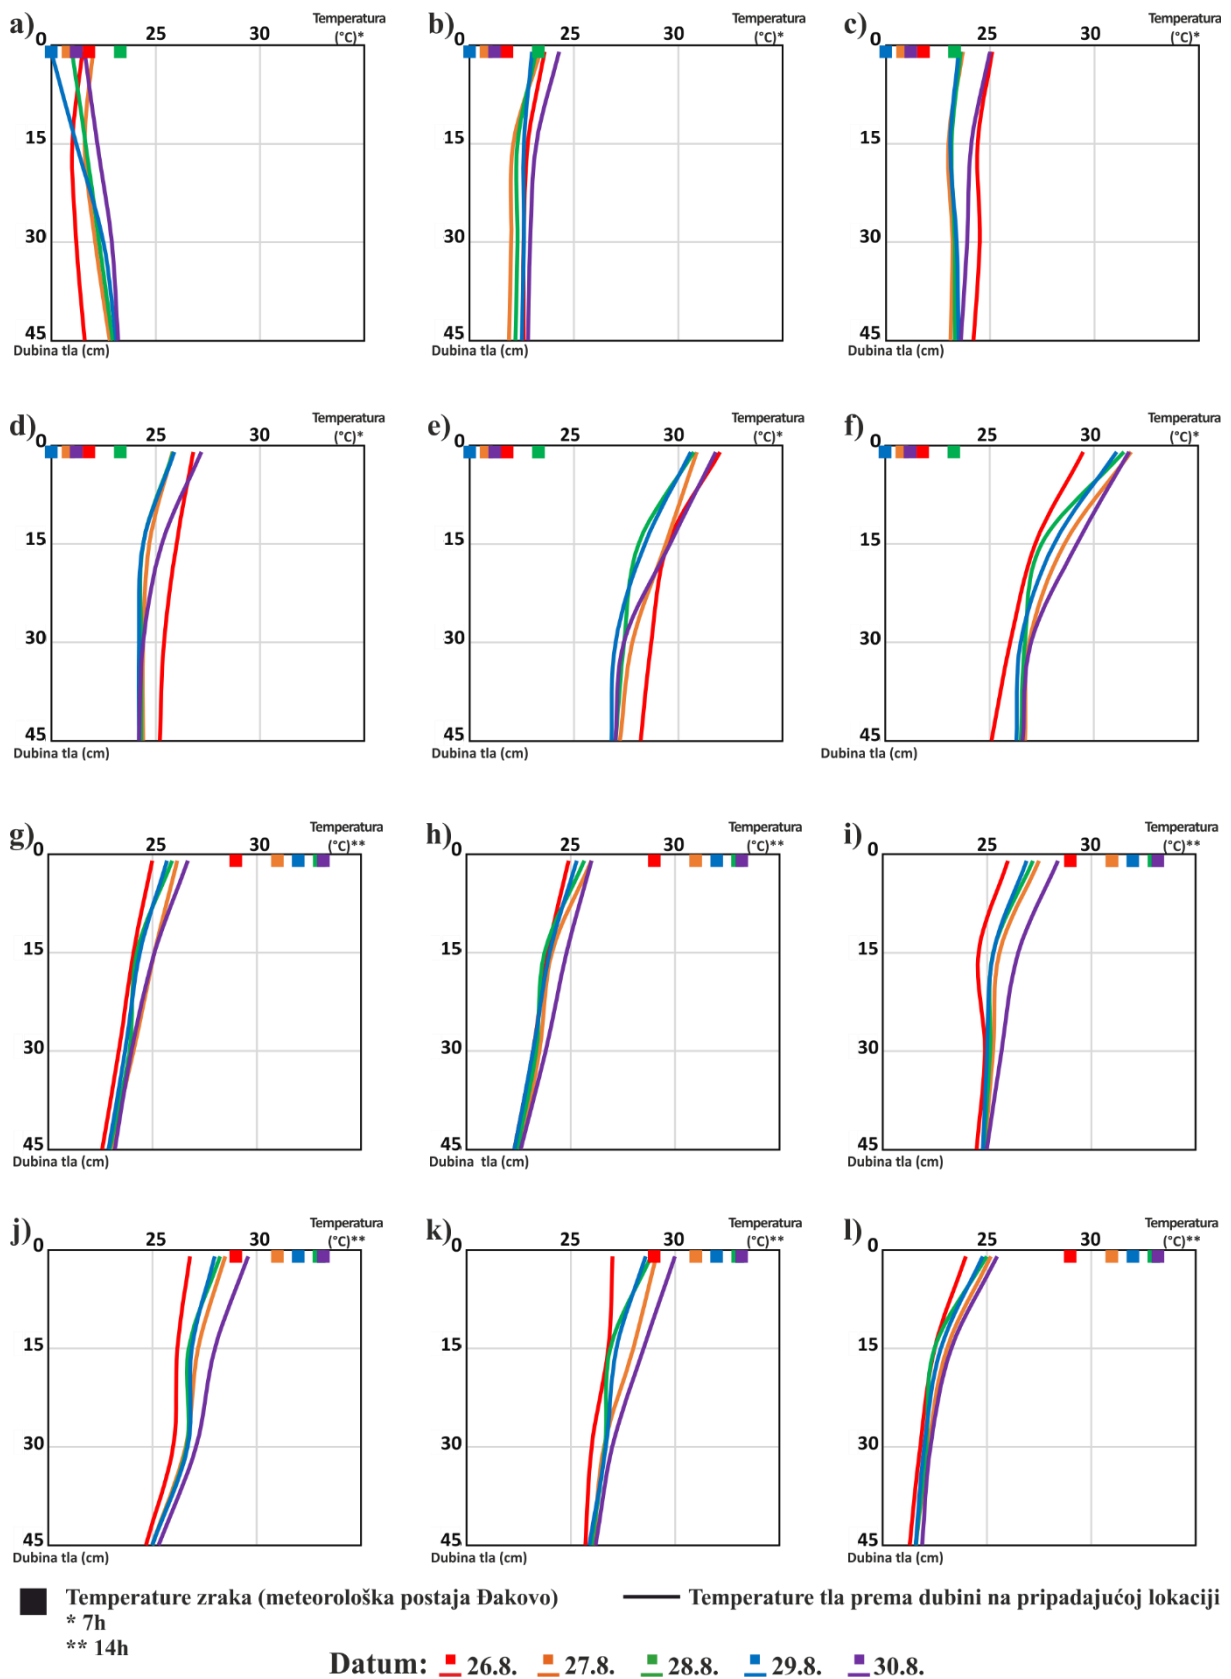 a) Temperatura
0 25 30 (°C)*
15
30
45
Dubina tla (cm)
b) Temperatura
0 25 30 (°C)*
15
30
45
Dubina tla (cm)
c) Temperatura
0 25 30 (°C)*
15
30
45
Dubina tla (cm)
d) Temperatura
0 25 30 (°C)*
15
30
45
Dubina tla (cm)
e) Temperatura
0 25 30 (°C)*
15
30
45
Dubina tla (cm)
f) Temperatura
0 25 30 (°C)*
15
30
45
Dubina tla (cm)
g) Temperatura
0 25 30 (°C)**
15
30
45
Dubina tla (cm)
h) Temperatura
0 25 30 (°C)**
15
30
45
Dubina tla (cm)
i) Temperatura
0 25 30 (°C)**
15
30
45
Dubina tla (cm)
j) Temperatura
0 25 30 (°C)**
15
30
45
Dubina tla (cm)
k) Temperatura
0 25 30 (°C)**
15
30
45
Dubina tla (cm)
l) Temperatura
0 25 30 (°C)**
15
30
45
Dubina tla (cm)
Temperature zraka (meteorološka postaja Đakovo)
* 7h
** 14h
Temperature tla prema dubini na pripadajućoj lokaciji
Datum: 26.8. 27.8. 28.8. 29.8. 30.8.